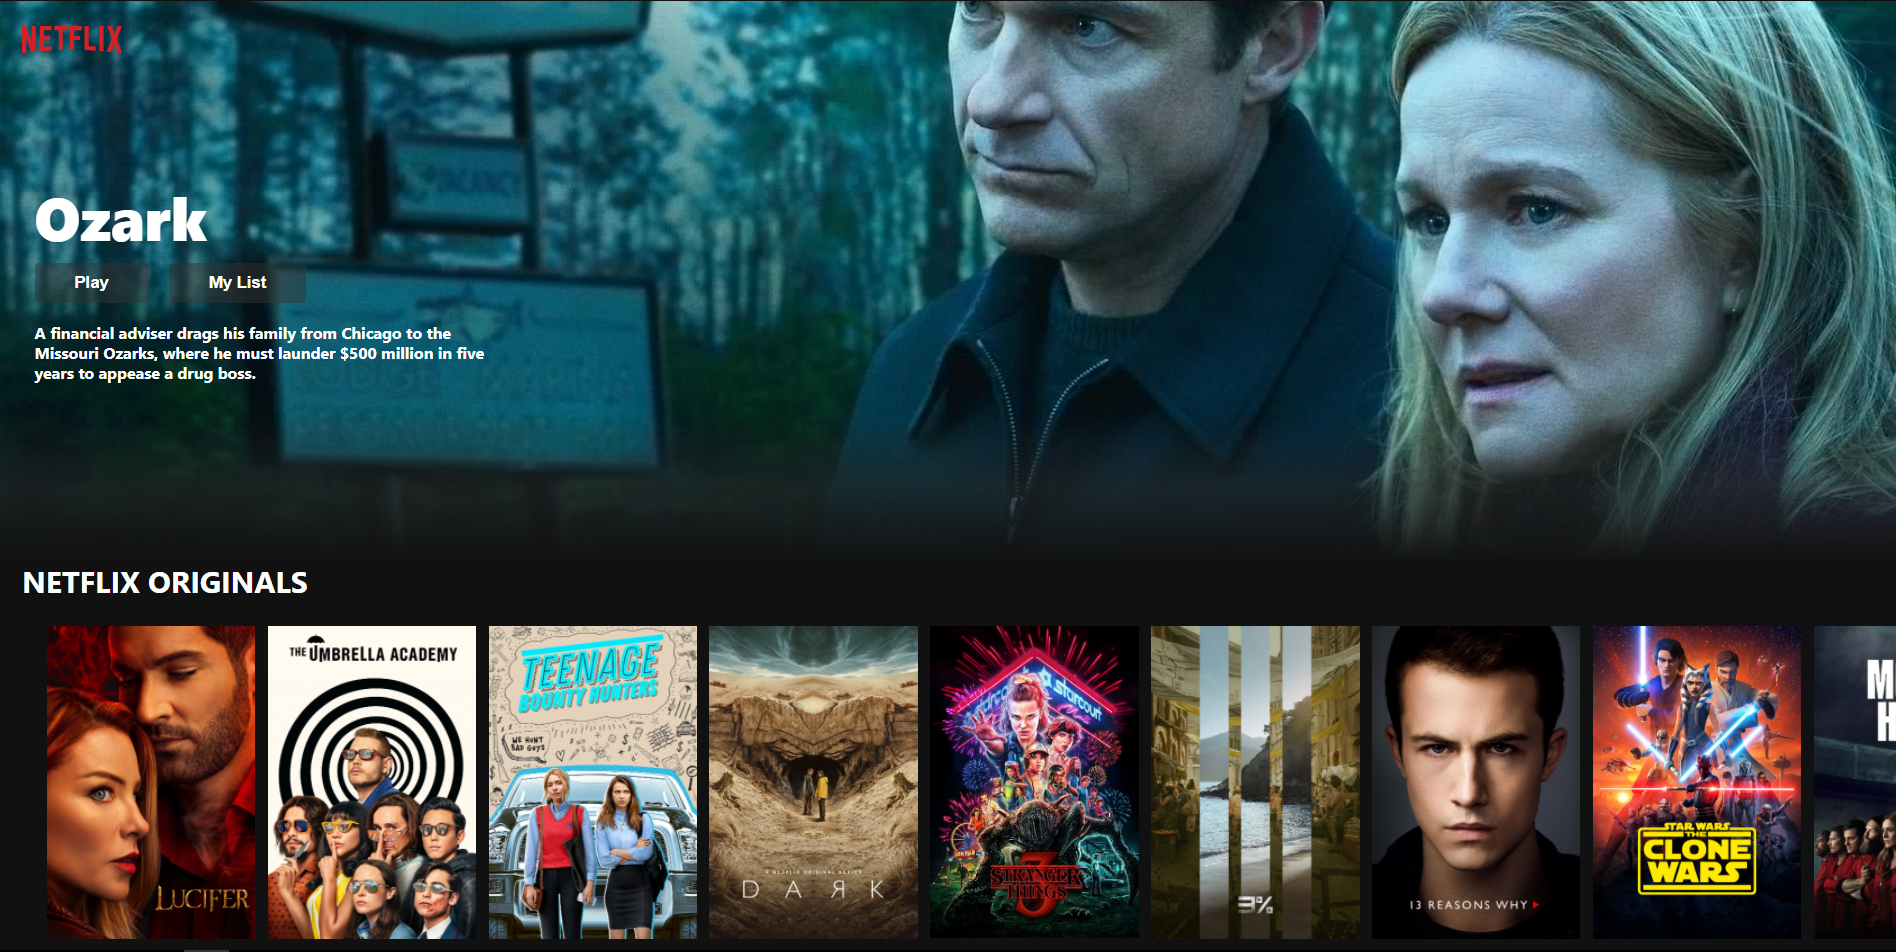 NETFLIX
Ozark
Play
My List
A financial adviser drags his family from Chicago to the
Missouri Ozarks, where he must launder $500 million in five
years to appease a drug boss.
NETFLIX ORIGINALS
LUCIFER
THE UMBRELLA ACADEMY
TEENAGE
BOUNTY HUNTERS
WE HUNT
BAD GUYS
A NETFLIX ORIGINAL SERIES
DARK
starcourt
STRANGER
THINGS
3
3%
13 REASONS WHY
STAR WARS
THE
CLONE
WARS
M
H